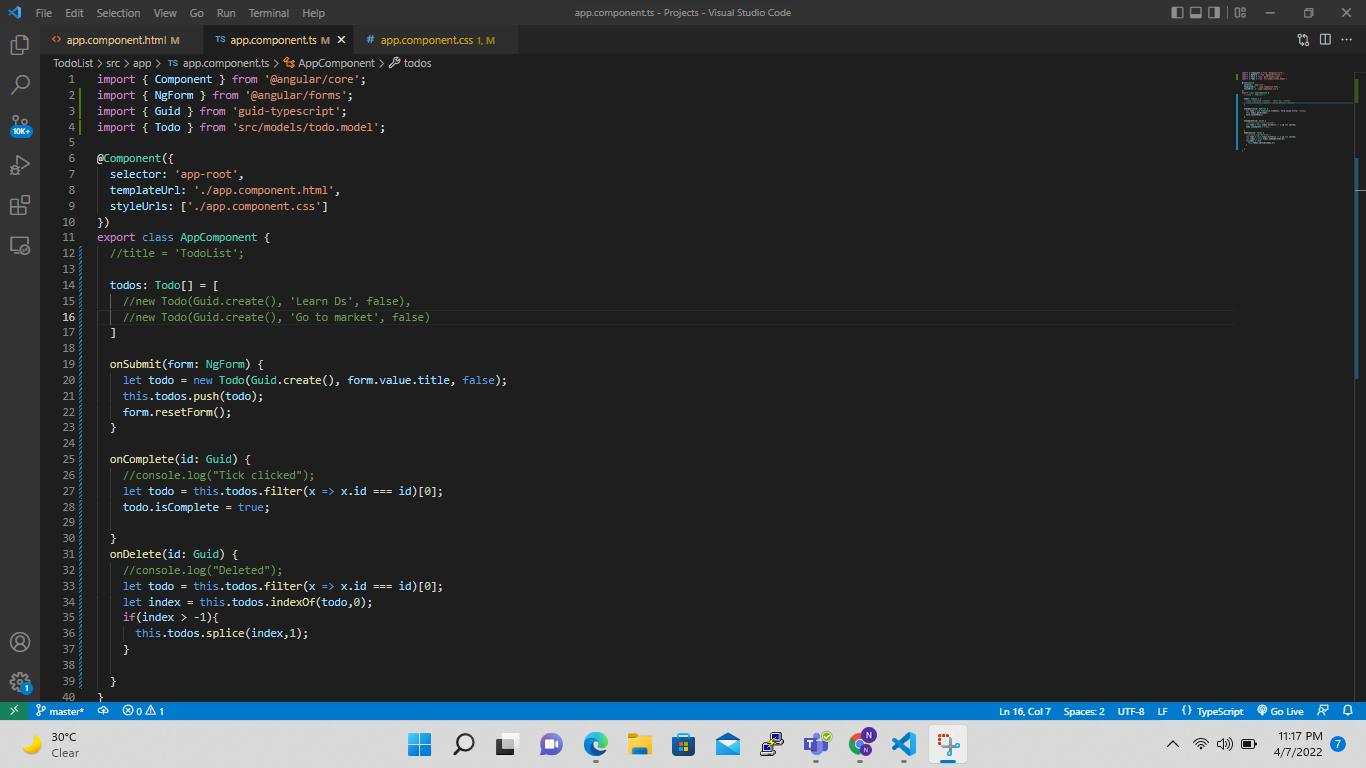 File Edit Selection View Go Run Terminal Help app.component.ts - Projects - Visual Studio Code
<> app.component.html M TS app.component.ts M # app.component.css 1, M
TodoList > src > app > TS app.component.ts > AppComponent > todos
1 import { Component } from '@angular/core';
2 import { NgForm } from '@angular/forms';
3 import { Guid } from 'guid-typescript';
4 import { Todo } from 'src/models/todo.model';
5
6 @Component({
7 selector: 'app-root',
8 templateUrl: './app.component.html',
9 styleUrls: ['./app.component.css']
10 })
11 export class AppComponent {
12 //title = 'TodoList';
13
14 todos: Todo[] = [
15 //new Todo(Guid.create(), 'Learn Ds', false),
16 //new Todo(Guid.create(), 'Go to market', false)
17 ]
18
19 onSubmit(form: NgForm) {
20 let todo = new Todo(Guid.create(), form.value.title, false);
21 this.todos.push(todo);
22 form.resetForm();
23 }
24
25 onComplete(id: Guid) {
26 //console.log("Tick clicked");
27 let todo = this.todos.filter(x => x.id === id)[0];
28 todo.isComplete = true;
29
30 }
31 onDelete(id: Guid) {
32 //console.log("Deleted");
33 let todo = this.todos.filter(x => x.id === id)[0];
34 let index = this.todos.indexOf(todo,0);
35 if(index > -1){
36 this.todos.splice(index,1);
37 }
38
39 }
40 }
10K+
1
master* 0 1 Ln 16, Col 7 Spaces: 2 UTF-8 LF {} TypeScript Go Live
30°C
Clear
N
N
11:17 PM
4/7/2022
7